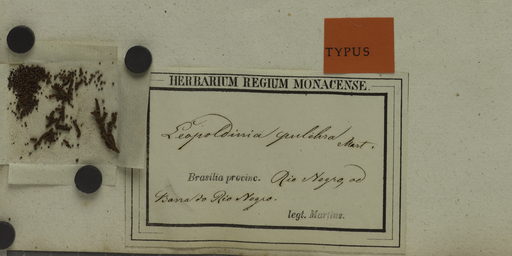 TYPUS
HERBARIUM REGIUM MONACENSE.
Leopoldinia pulchra Mart.
Brasilia provinc. Rio Negro, ad
Barra do Rio Negro.
legt. Martius.